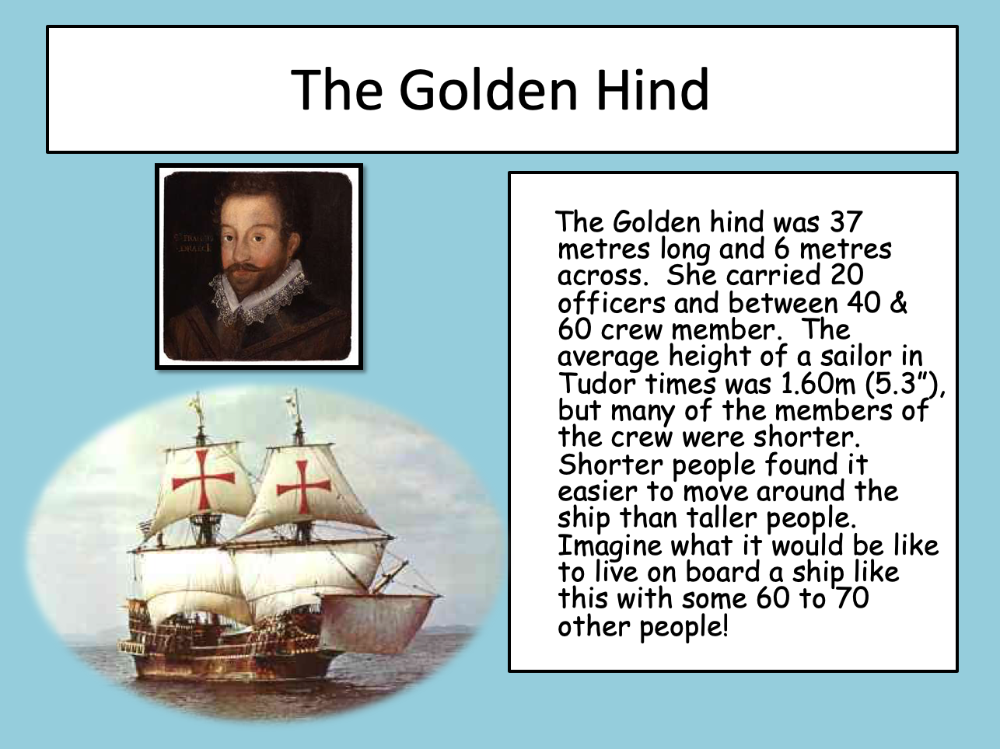 The Golden Hind
The Golden hind was 37
metres long and 6 metres
across.  She carried 20
officers and between 40 &
60 crew member.  The
average height of a sailor in
Tudor times was 1.60m (5.3”),
but many of the members of
the crew were shorter.
Shorter people found it
easier to move around the
ship than taller people.
Imagine what it would be like
to live on board a ship like
this with some 60 to 70
other people!